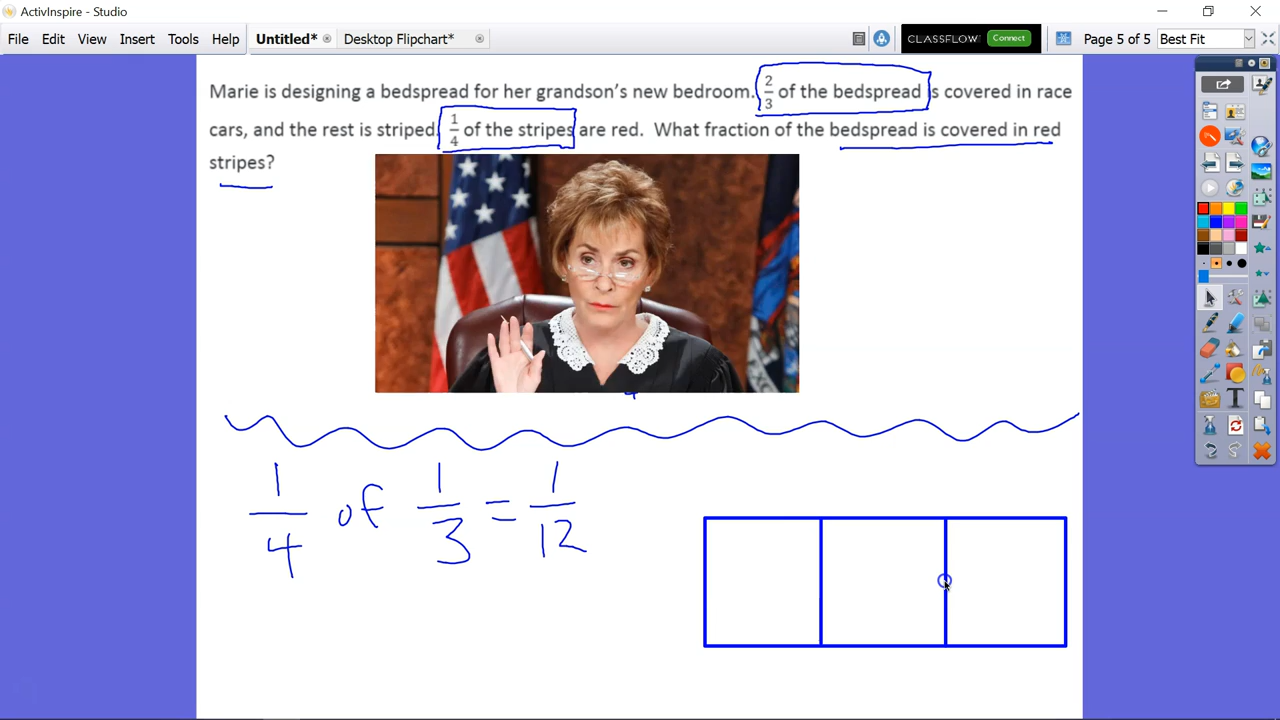 ActivInspire - Studio
File Edit View Insert Tools Help Untitled* Desktop Flipchart* CLASSFLOW Connect Page 5 of 5 Best Fit
Marie is designing a bedspread for her grandson's new bedroom. 2/3 of the bedspread is covered in race
cars, and the rest is striped. 1/4 of the stripes are red. What fraction of the bedspread is covered in red
stripes?
1/4 of 1/3 = 1/12